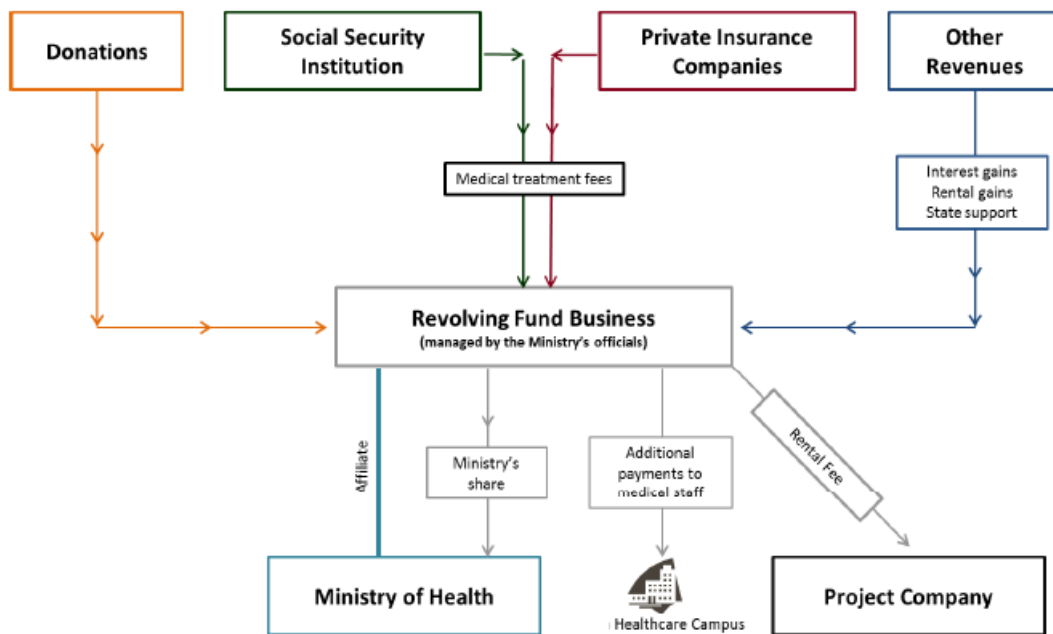 Donations
Social Security
Institution
Private Insurance
Companies
Other
Revenues
Medical treatment fees
Interest gains
Rental gains
State support
Revolving Fund Business
(managed by the Ministry's officials)
Affiliate
Ministry's
share
Additional
payments to
medical staff
Rental Fee
Ministry of Health
Healthcare Campus
Project Company